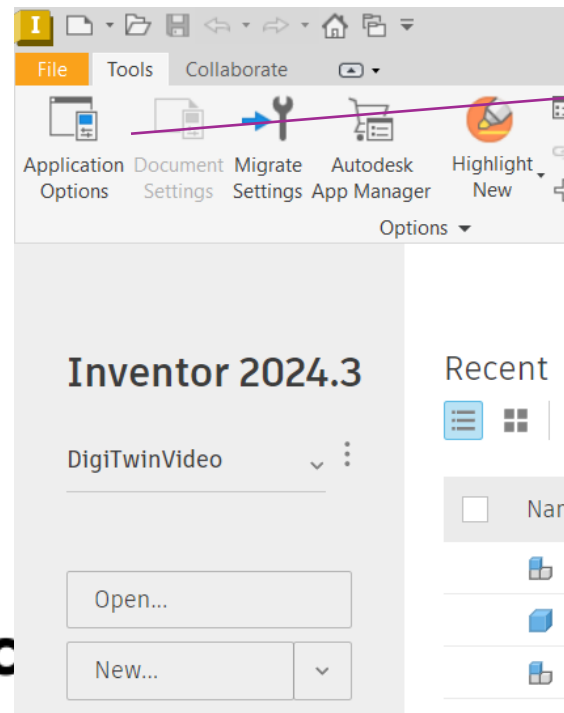 I
File Tools Collaborate
Application Options
Document Settings
Migrate Settings
Autodesk App Manager
Highlight New
Options
Inventor 2024.3
Recent
DigiTwinVideo
Open...
New...